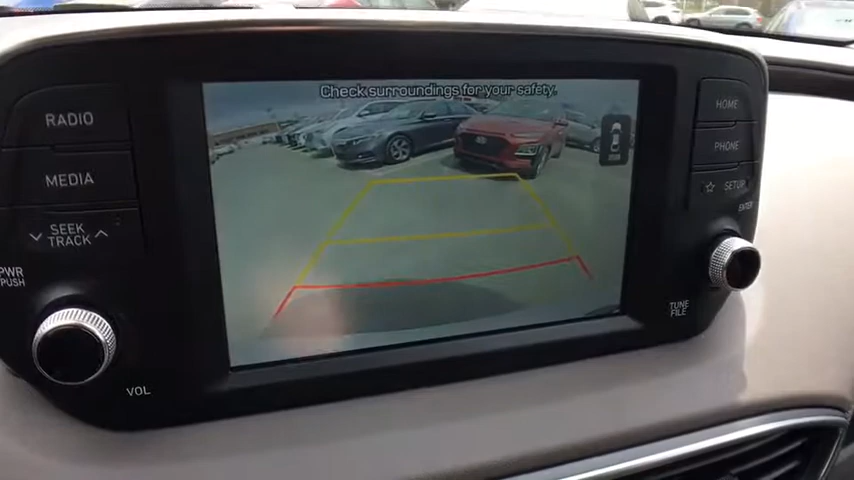 Check surroundings for your safety.
RADIO
MEDIA
SEEK
TRACK
PWR
PUSH
VOL
HOME
PHONE
SETUP
ENTER
TUNE
FILE